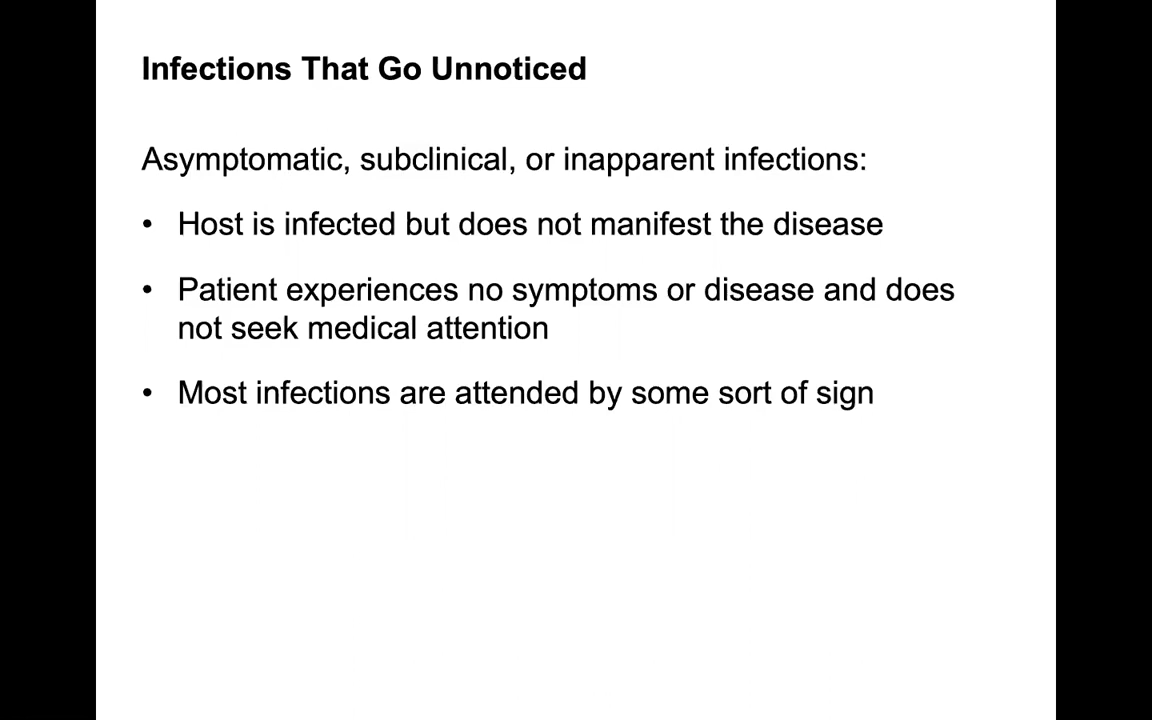 Infections That Go Unnoticed
Asymptomatic, subclinical, or inapparent infections:
• Host is infected but does not manifest the disease
• Patient experiences no symptoms or disease and does
not seek medical attention
• Most infections are attended by some sort of sign